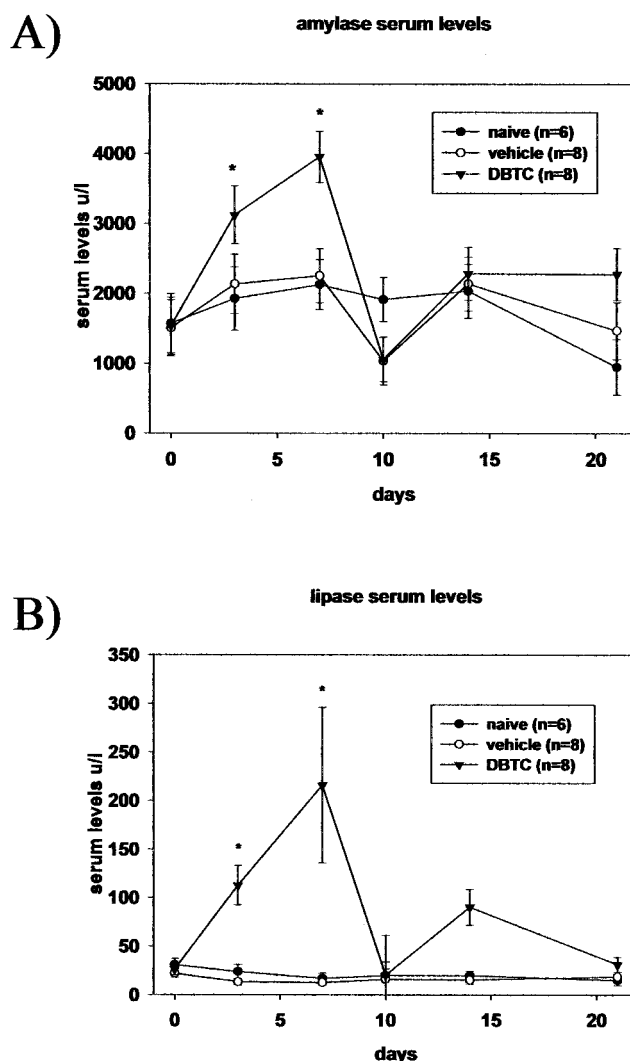 A)
amylase serum levels
5000
4000
3000
2000
1000
0
serum levels u/l
*
*
naive (n=6)
vehicle (n=8)
DBTC (n=8)
0 5 10 15 20
days
B)
lipase serum levels
350
300
250
200
150
100
50
0
serum levels u/l
*
*
naive (n=6)
vehicle (n=8)
DBTC (n=8)
0 5 10 15 20
days